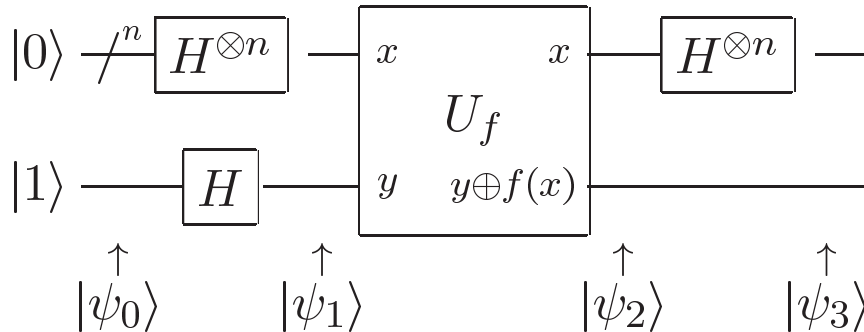 |0⟩ n H⊗n x x H⊗n
U_f
|1⟩ H y y⊕f(x)
↑ ↑ ↑ ↑
|ψ₀⟩ |ψ₁⟩ |ψ₂⟩ |ψ₃⟩